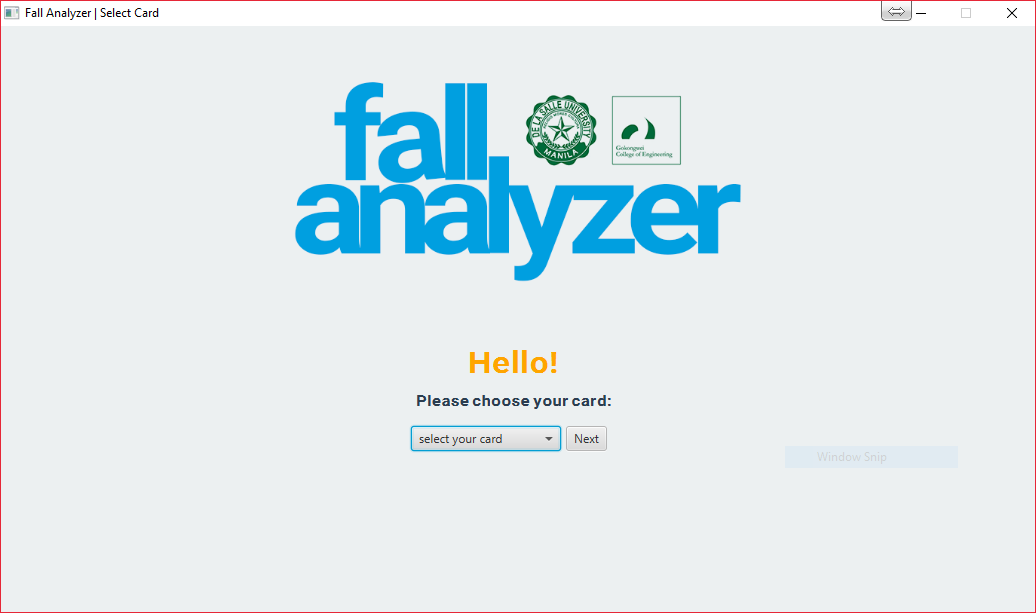 Fall Analyzer | Select Card
fall
analyzer
DE LA SALLE UNIVERSITY
MANILA
Gokongwei
College of Engineering
Hello!
Please choose your card:
select your card
Next
Window Snip